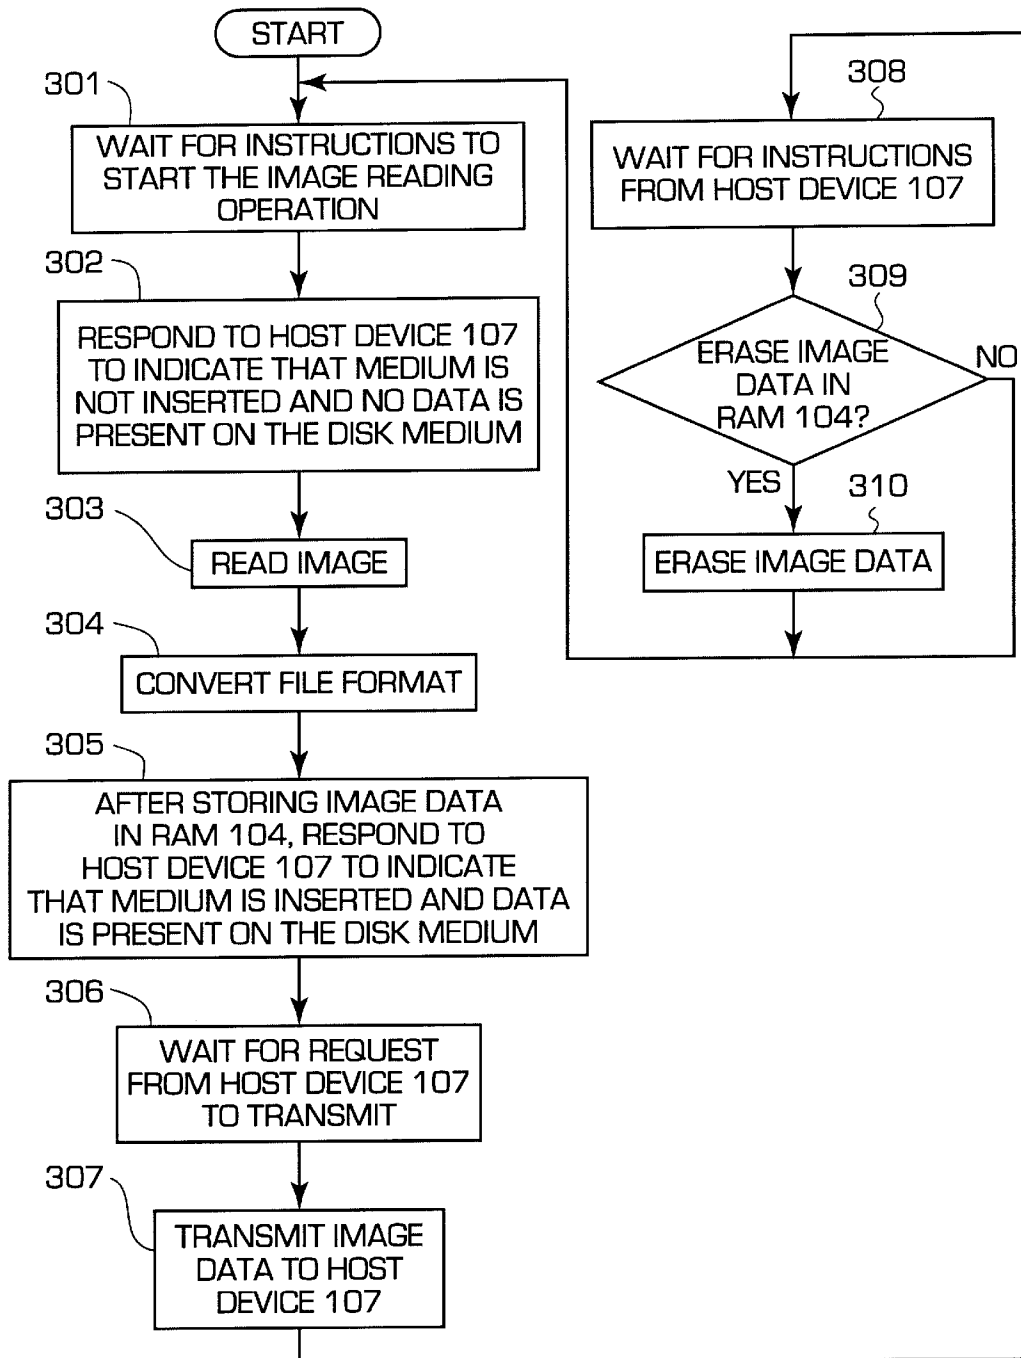 START
301
WAIT FOR INSTRUCTIONS TO
START THE IMAGE READING
OPERATION
302
RESPOND TO HOST DEVICE 107
TO INDICATE THAT MEDIUM IS
NOT INSERTED AND NO DATA IS
PRESENT ON THE DISK MEDIUM
303
READ IMAGE
304
CONVERT FILE FORMAT
305
AFTER STORING IMAGE DATA
IN RAM 104, RESPOND TO
HOST DEVICE 107 TO INDICATE
THAT MEDIUM IS INSERTED AND DATA
IS PRESENT ON THE DISK MEDIUM
306
WAIT FOR REQUEST
FROM HOST DEVICE 107
TO TRANSMIT
307
TRANSMIT IMAGE
DATA TO HOST
DEVICE 107
308
WAIT FOR INSTRUCTIONS
FROM HOST DEVICE 107
309
ERASE IMAGE
DATA IN
RAM 104?
NO
YES
310
ERASE IMAGE DATA